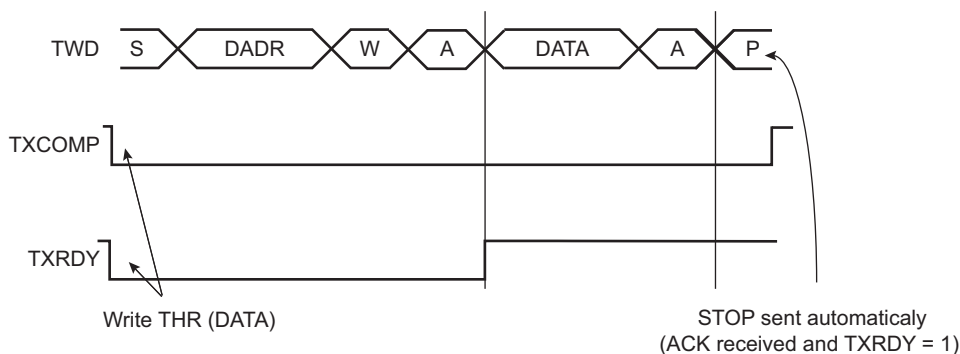 TWD S DADR W A DATA A P
TXCOMP
TXRDY
Write THR (DATA)
STOP sent automaticaly
(ACK received and TXRDY = 1)